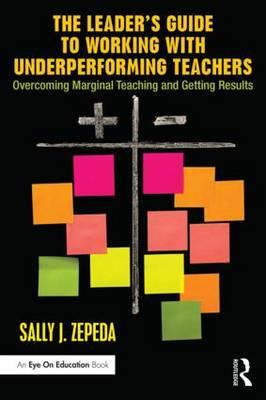 THE LEADER'S GUIDE
TO WORKING WITH
UNDERPERFORMING TEACHERS
Overcoming Marginal Teaching and Getting Results
+ -
SALLY J. ZEPEDA
An Eye On Education Book
R
ROUTLEDGE